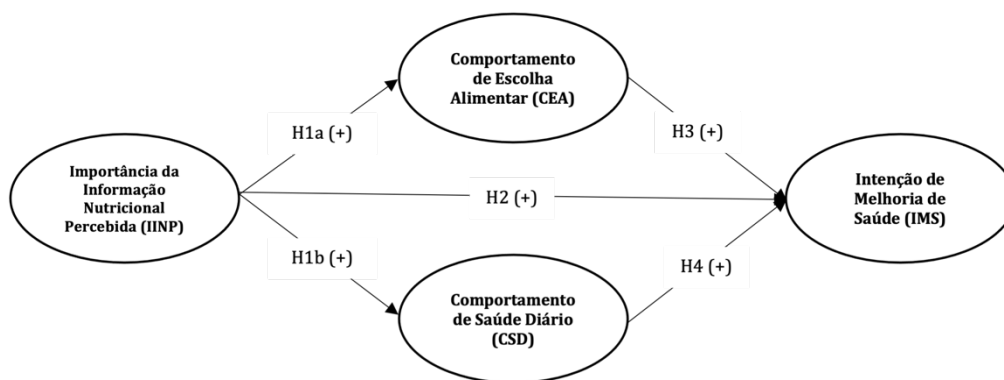 Comportamento
de Escolha
Alimentar (CEA)
H1a (+)
H3 (+)
Importância da
Informação
Nutricional
Percebida (IINP)
H2 (+)
Intenção de
Melhoria de
Saúde (IMS)
H1b (+)
H4 (+)
Comportamento
de Saúde Diário
(CSD)